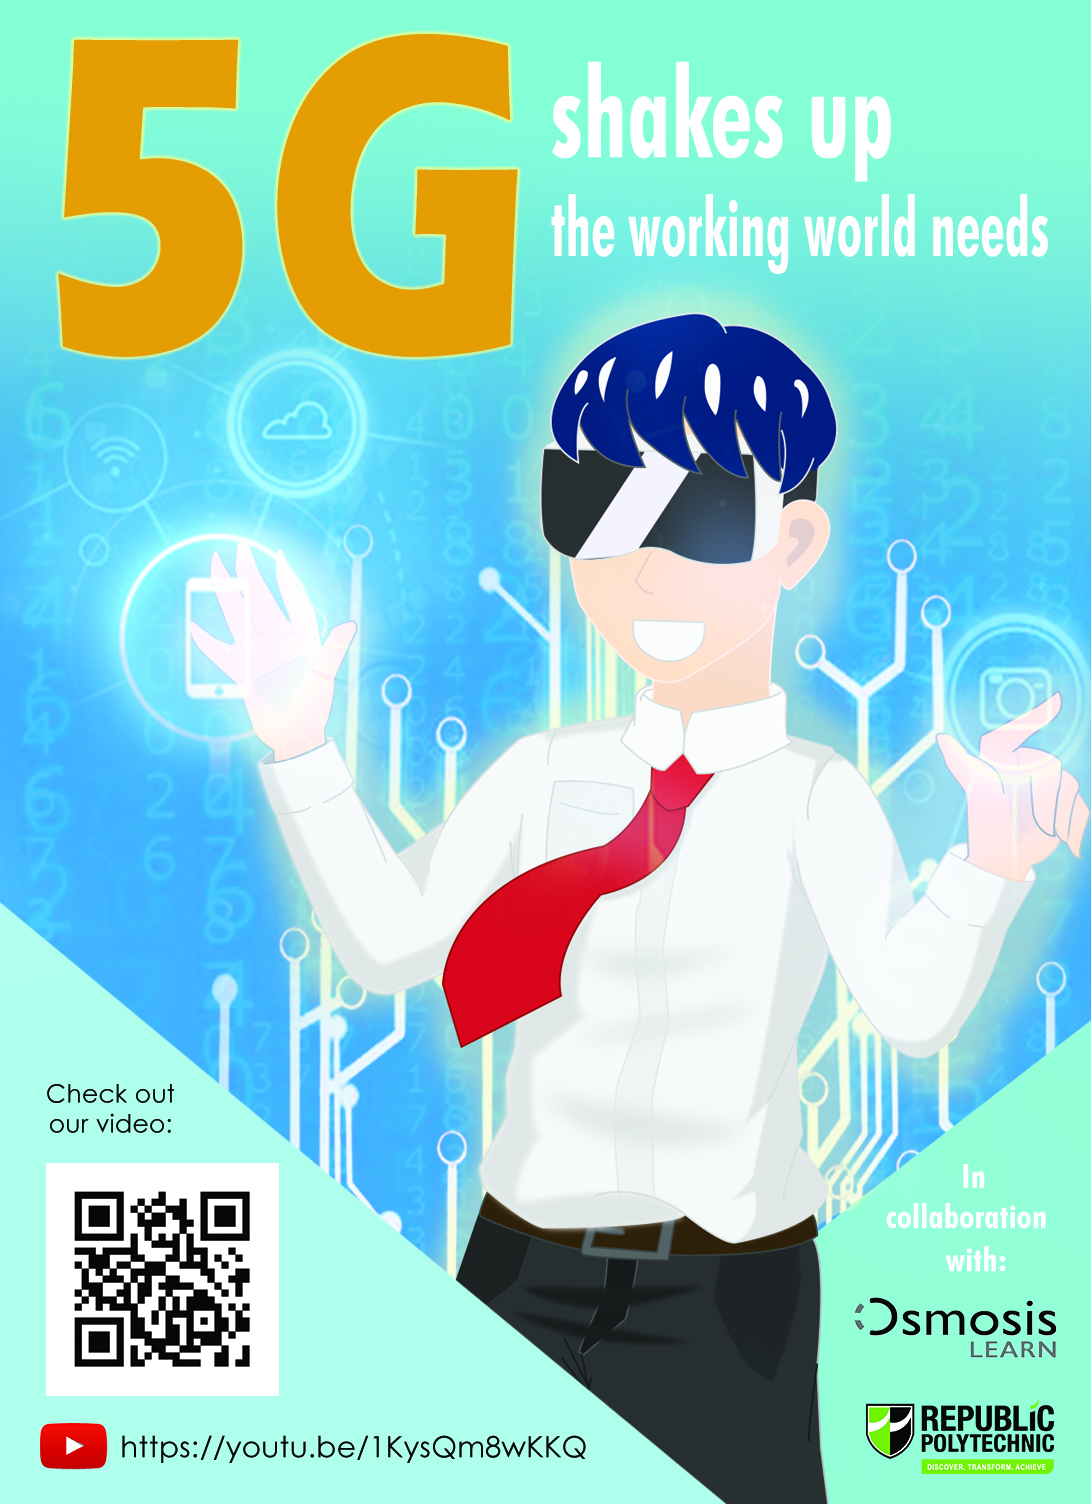 5G
shakes up
the working world needs
Check out
our video:
https://youtu.be/1KysQm8wKKQ
In
collaboration
with:
Osmosis
LEARN
REPUBLIC
POLYTECHNIC
DISCOVER. TRANSFORM. ACHIEVE